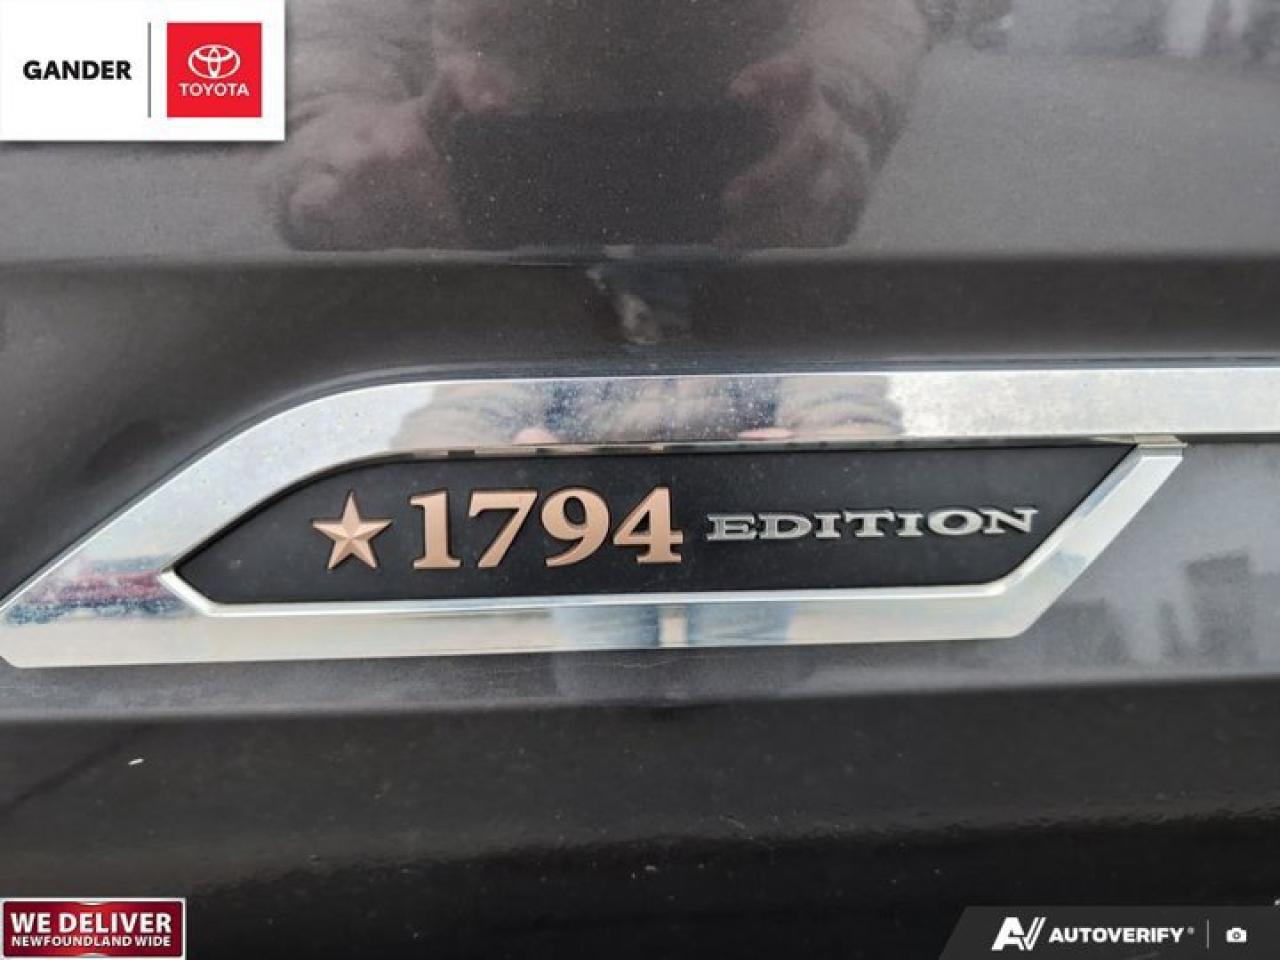 GANDER
TOYOTA
1794 EDITION
WE DELIVER
NEWFOUNDLAND WIDE
AUTOVERIFY®